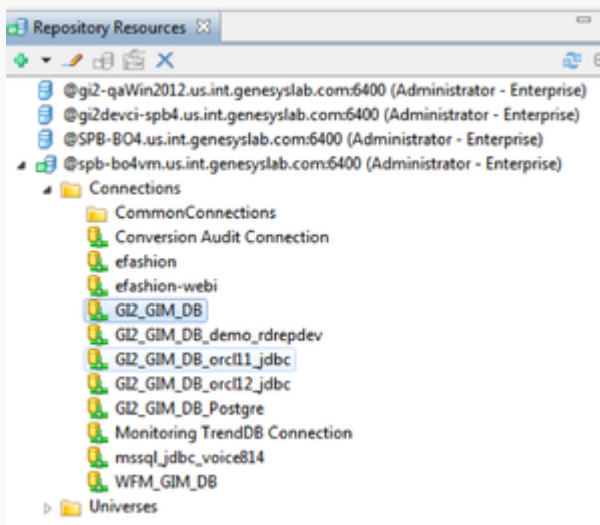 Repository Resources
@gi2-qaWin2012.us.int.genesyslab.com:6400 (Administrator - Enterprise)
@gi2devci-spb4.us.int.genesyslab.com:6400 (Administrator - Enterprise)
@SPB-BO4.us.int.genesyslab.com:6400 (Administrator - Enterprise)
@spb-bo4vm.us.int.genesyslab.com:6400 (Administrator - Enterprise)
Connections
CommonConnections
Conversion Audit Connection
efashion
efashion-webi
GI2_GIM_DB
GI2_GIM_DB_demo_rdrepdev
GI2_GIM_DB_orcl11_jdbc
GI2_GIM_DB_orcl12_jdbc
GI2_GIM_DB_Postgre
Monitoring TrendDB Connection
mssql_jdbc_voice814
WFM_GIM_DB
Universes